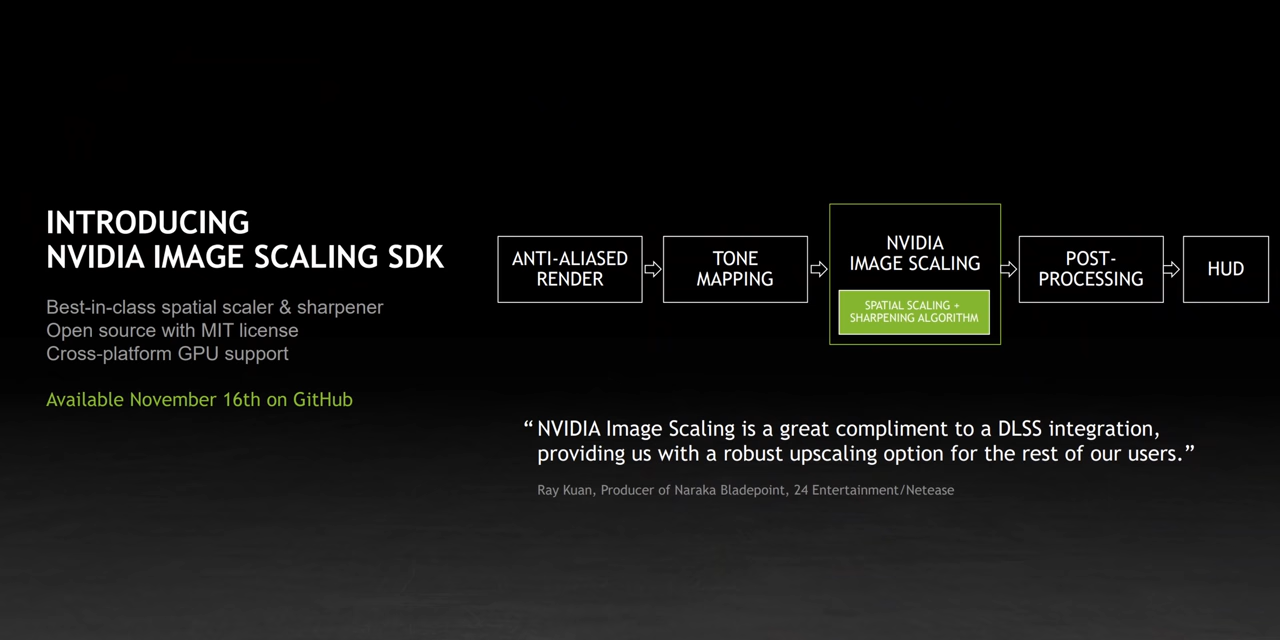 INTRODUCING
NVIDIA IMAGE SCALING SDK
Best-in-class spatial scaler & sharpener
Open source with MIT license
Cross-platform GPU support
Available November 16th on GitHub
ANTI-ALIASED
RENDER
TONE
MAPPING
NVIDIA
IMAGE SCALING
SPATIAL SCALING +
SHARPENING ALGORITHM
POST-
PROCESSING
HUD
“NVIDIA Image Scaling is a great compliment to a DLSS integration,
providing us with a robust upscaling option for the rest of our users.”
Ray Kuan, Producer of Naraka Bladepoint, 24 Entertainment/Netease